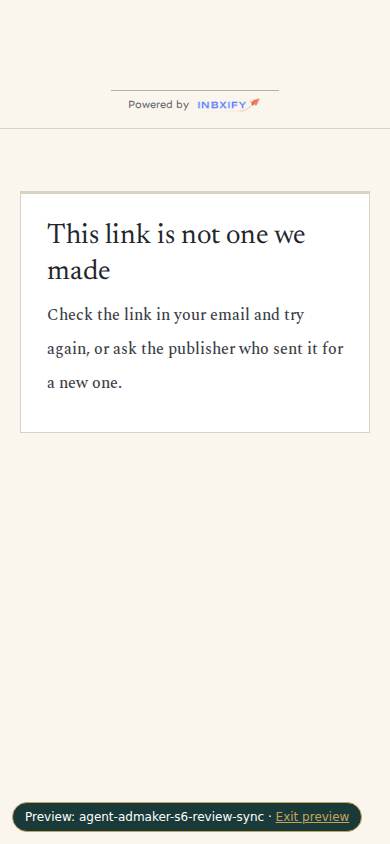 Powered by INBXIFY
This link is not one we
made
Check the link in your email and try
again, or ask the publisher who sent it for
a new one.
Preview: agent-admaker-s6-review-sync · Exit preview